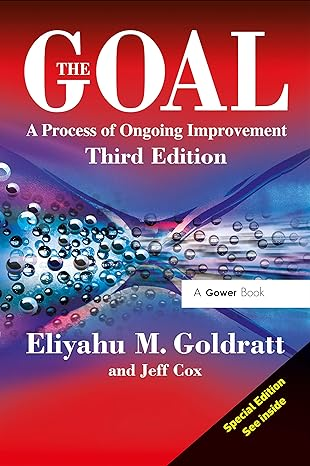 THE
GOAL
A Process of Ongoing Improvement
Third Edition
A Gower Book
Eliyahu M. Goldratt
and Jeff Cox
Special Edition
See inside